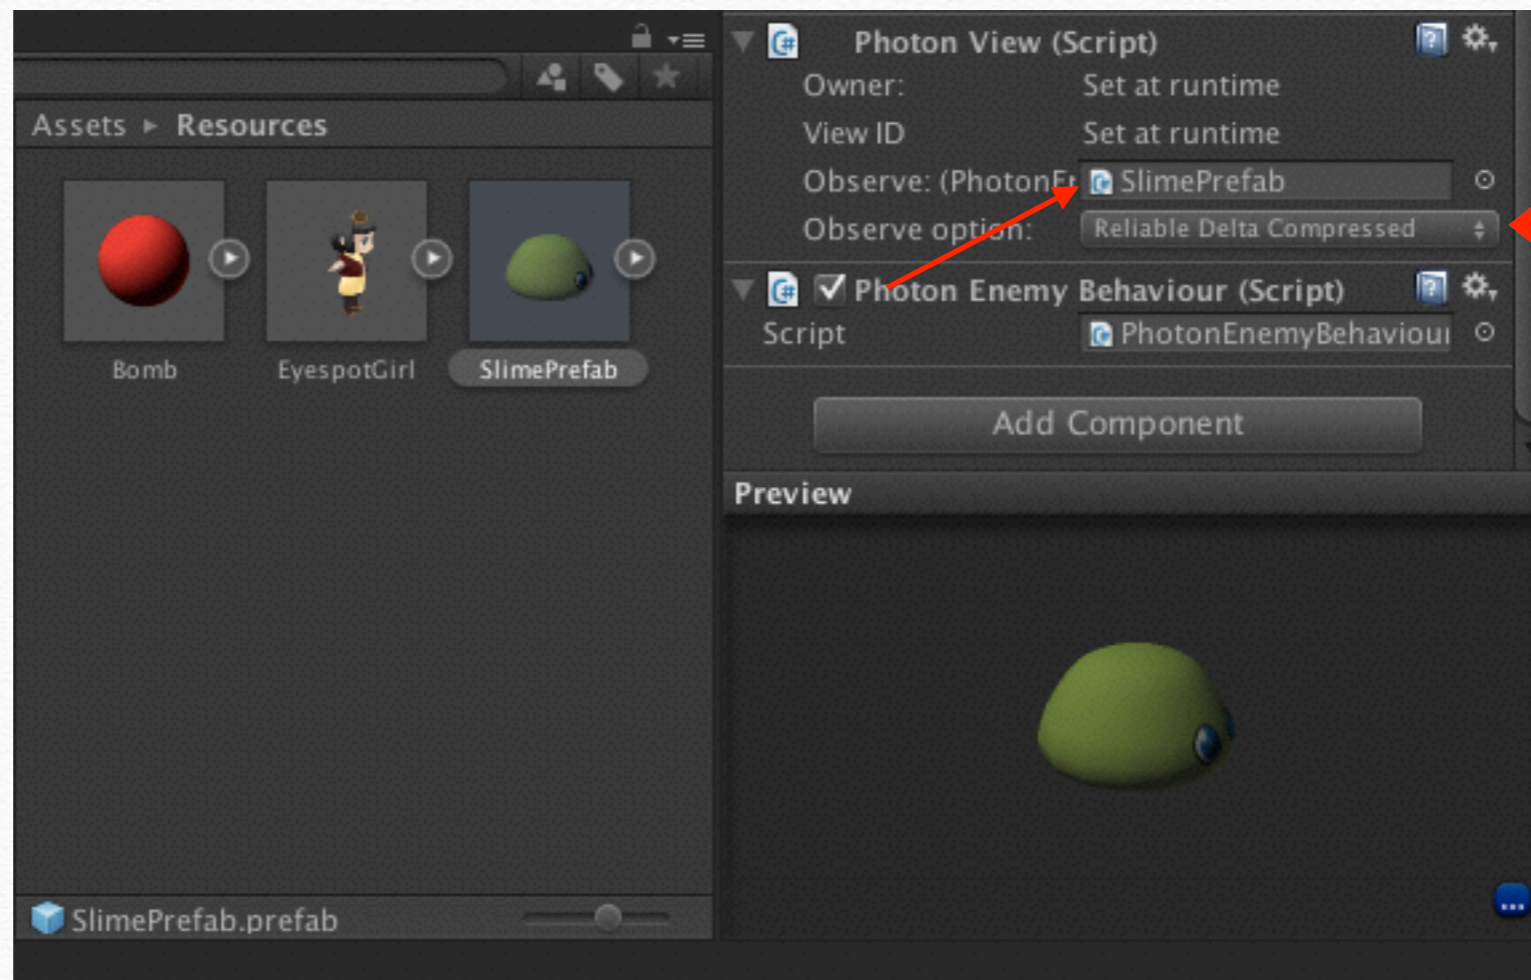 Assets ▸ Resources
Bomb
EyespotGirl
SlimePrefab
SlimePrefab.prefab
Photon View (Script)
Owner: Set at runtime
View ID Set at runtime
Observe: (PhotonEr SlimePrefab
Observe option: Reliable Delta Compressed
Photon Enemy Behaviour (Script)
Script PhotonEnemyBehaviour
Add Component
Preview